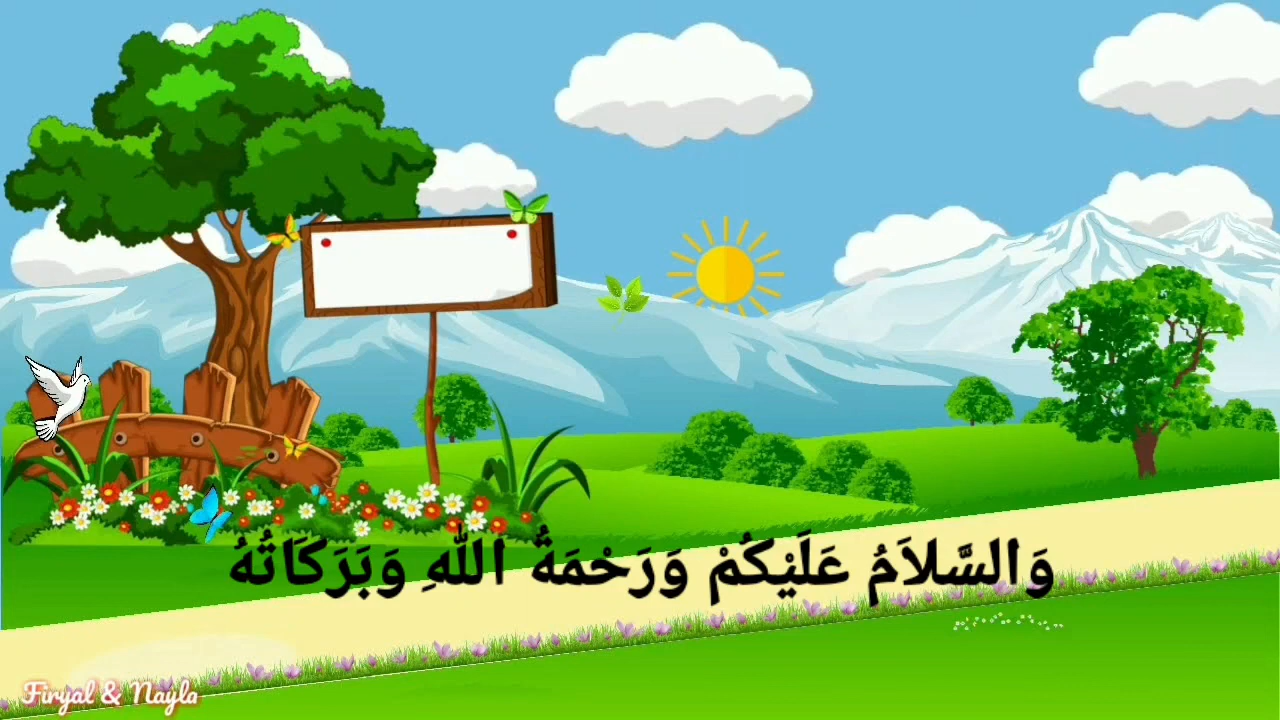 وَالسَّلاَمُ عَلَيْكُمْ وَرَحْمَةُ اللهِ وَبَرَكَاتُهُ
Firyal & Nayla